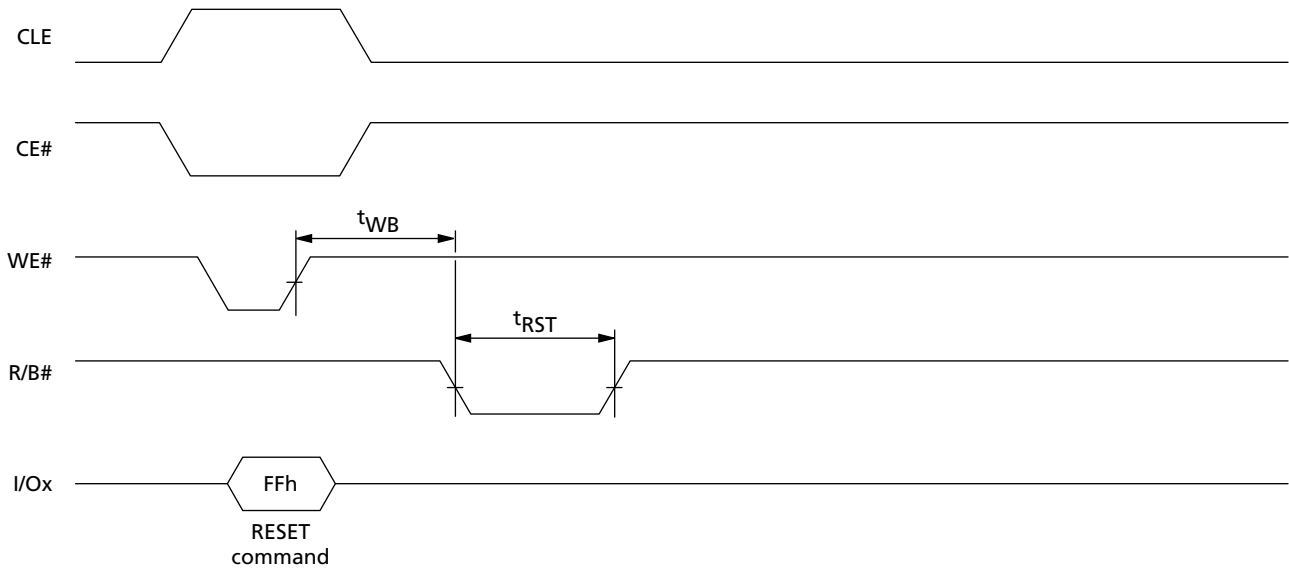 CLE
CE#
tWB
WE#
tRST
R/B#
I/Ox
FFh
RESET
command